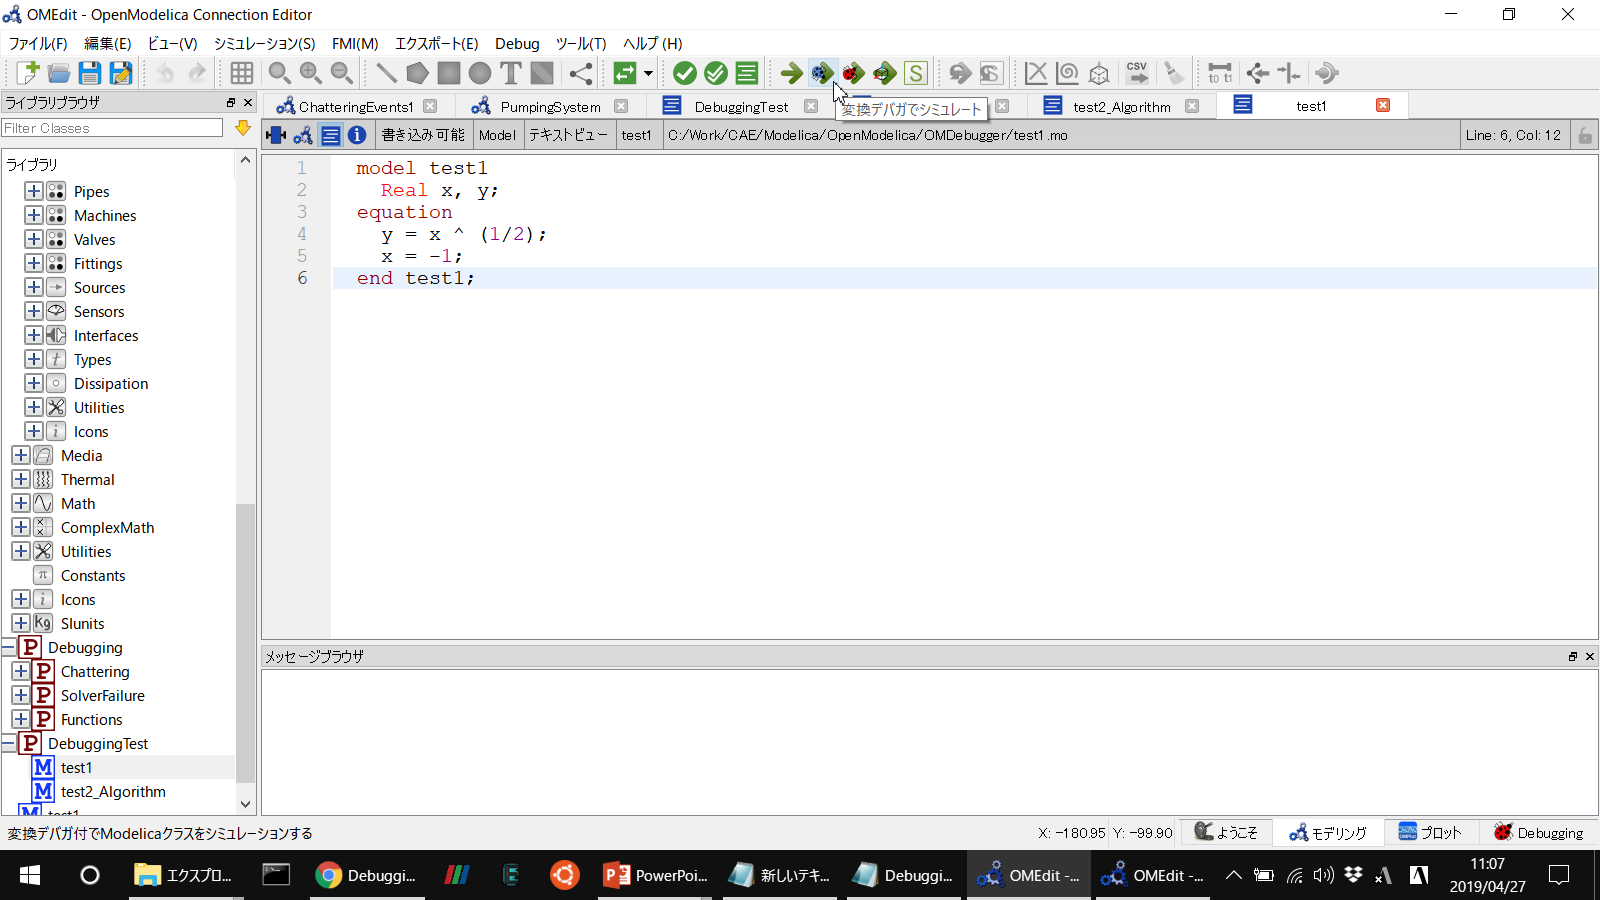 OMEdit - OpenModelica Connection Editor
ファイル(F) 編集(E) ビュー(V) シミュレーション(S) FMI(M) エクスポート(E) Debug ツール(T) ヘルプ (H)
ライブラリブラウザ
ChatteringEvents1 PumpingSystem DebuggingTest test2_Algorithm test1
変換デバガでシミュレート
Filter Classes
書き込み可能 Model テキストビュー test1 C:/Work/CAE/Modelica/OpenModelica/OMDebugger/test1.mo Line: 6, Col: 12
ライブラリ
Pipes
Machines
Valves
Fittings
Sources
Sensors
Interfaces
Types
Dissipation
Utilities
Icons
Media
Thermal
Math
ComplexMath
Utilities
Constants
Icons
SIunits
Debugging
Chattering
SolverFailure
Functions
DebuggingTest
test1
test2_Algorithm
test1
1 model test1
2 Real x, y;
3 equation
4 y = x ^ (1/2);
5 x = -1;
6 end test1;
メッセージブラウザ
変換デバガ付でModelicaクラスをシミュレーションする
X: -180.95 Y: -99.90 ようこそ モデリング プロット Debugging
エクスプロ... Debuggi... PowerPoi... 新しいテキ... Debuggi... OMEdit -... OMEdit -...
11:07
2019/04/27